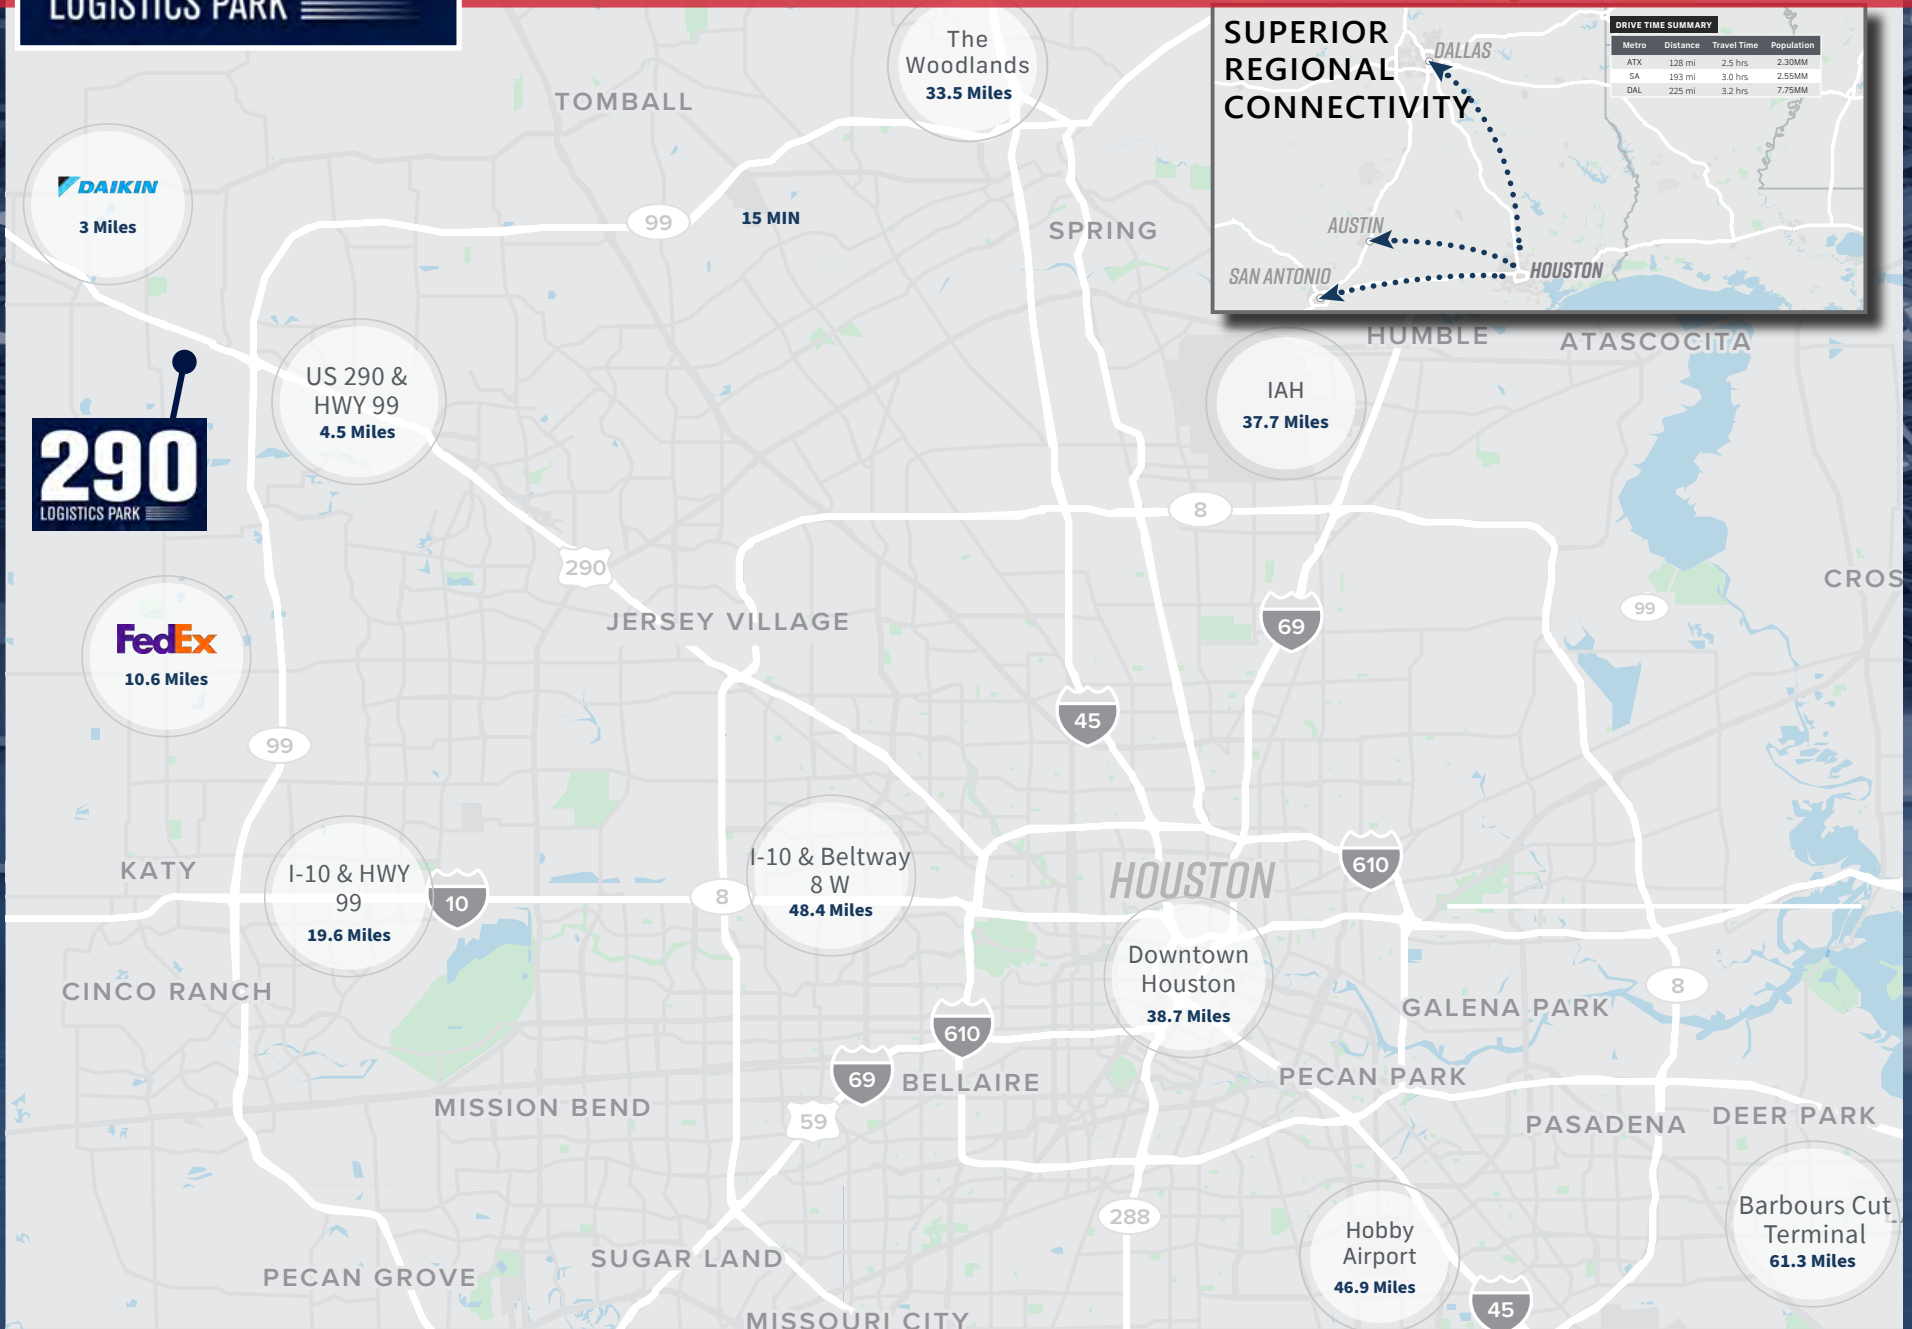 LOGISTICS PARK
The
Woodlands
33.5 Miles
SUPERIOR
REGIONAL
CONNECTIVITY
DALLAS
AUSTIN
SAN ANTONIO
HOUSTON
DRIVE TIME SUMMARY
Metro Distance Travel Time Population
ATX 128 mi 2.5 hrs 2.30MM
SA 193 mi 3.0 hrs 2.55MM
DAL 225 mi 3.2 hrs 7.75MM
TOMBALL
DAIKIN
3 Miles
99
15 MIN
SPRING
HUMBLE
ATASCOCITA
US 290 &
HWY 99
4.5 Miles
IAH
37.7 Miles
290
LOGISTICS PARK
8
290
CROS
99
JERSEY VILLAGE
69
FedEx
10.6 Miles
45
99
KATY
I-10 & HWY
99
19.6 Miles
10
8
I-10 & Beltway
8 W
48.4 Miles
HOUSTON
610
Downtown
Houston
38.7 Miles
CINCO RANCH
8
GALENA PARK
610
69
BELLAIRE
PECAN PARK
MISSION BEND
59
PASADENA
DEER PARK
288
Barbours Cut
Terminal
61.3 Miles
Hobby
Airport
46.9 Miles
SUGAR LAND
PECAN GROVE
45
MISSOURI CITY